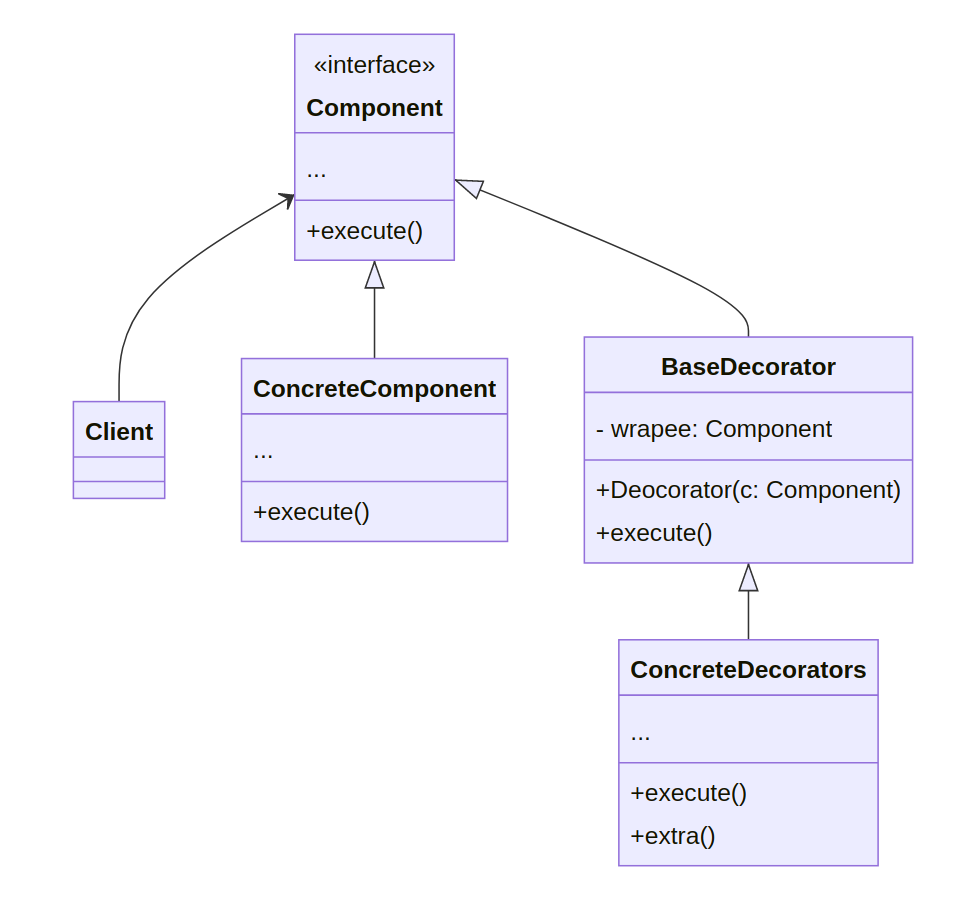 «interface»
Component
...
+execute()
Client
ConcreteComponent
...
+execute()
BaseDecorator
- wrapee: Component
+Deocorator(c: Component)
+execute()
ConcreteDecorators
...
+execute()
+extra()